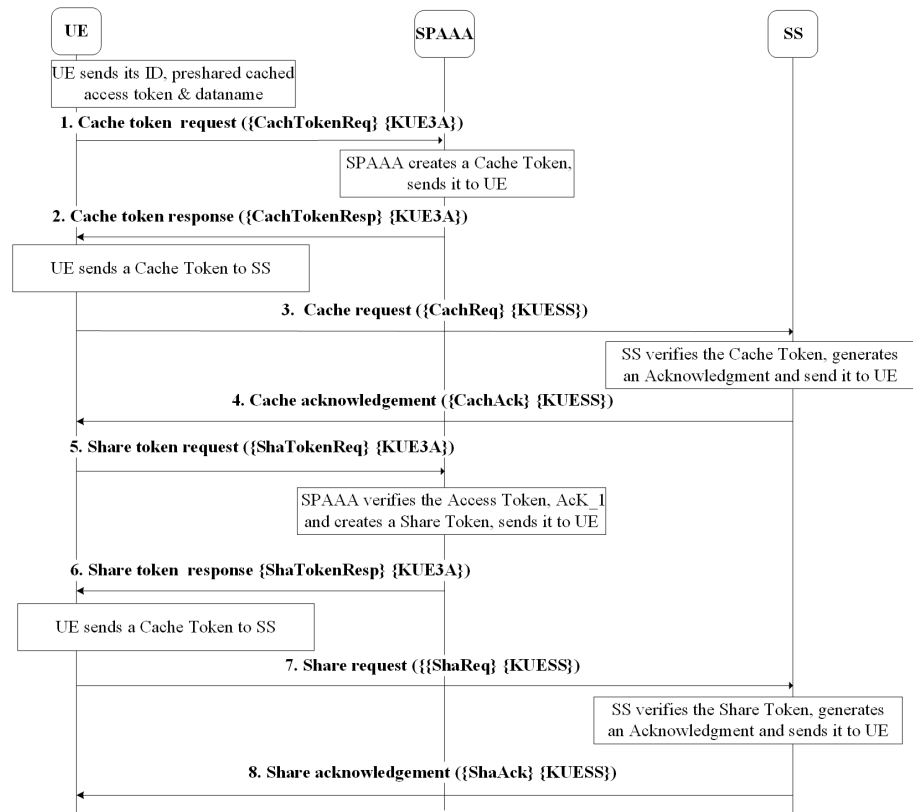 UE
SPAAA
SS
UE sends its ID, preshared cached
access token & dataname
1. Cache token request ({CachTokenReq} {KUE3A})
SPAAA creates a Cache Token,
sends it to UE
2. Cache token response ({CachTokenResp} {KUE3A})
UE sends a Cache Token to SS
3. Cache request ({CachReq} {KUESS})
SS verifies the Cache Token, generates
an Acknowledgment and send it to UE
4. Cache acknowledgement ({CachAck} {KUESS})
5. Share token request ({ShaTokenReq} {KUE3A})
SPAAA verifies the Access Token, AcK_1
and creates a Share Token, sends it to UE
6. Share token response {ShaTokenResp} {KUE3A})
UE sends a Cache Token to SS
7. Share request ({{ShaReq} {KUESS})
SS verifies the Share Token, generates
an Acknowledgment and sends it to UE
8. Share acknowledgement ({ShaAck} {KUESS})